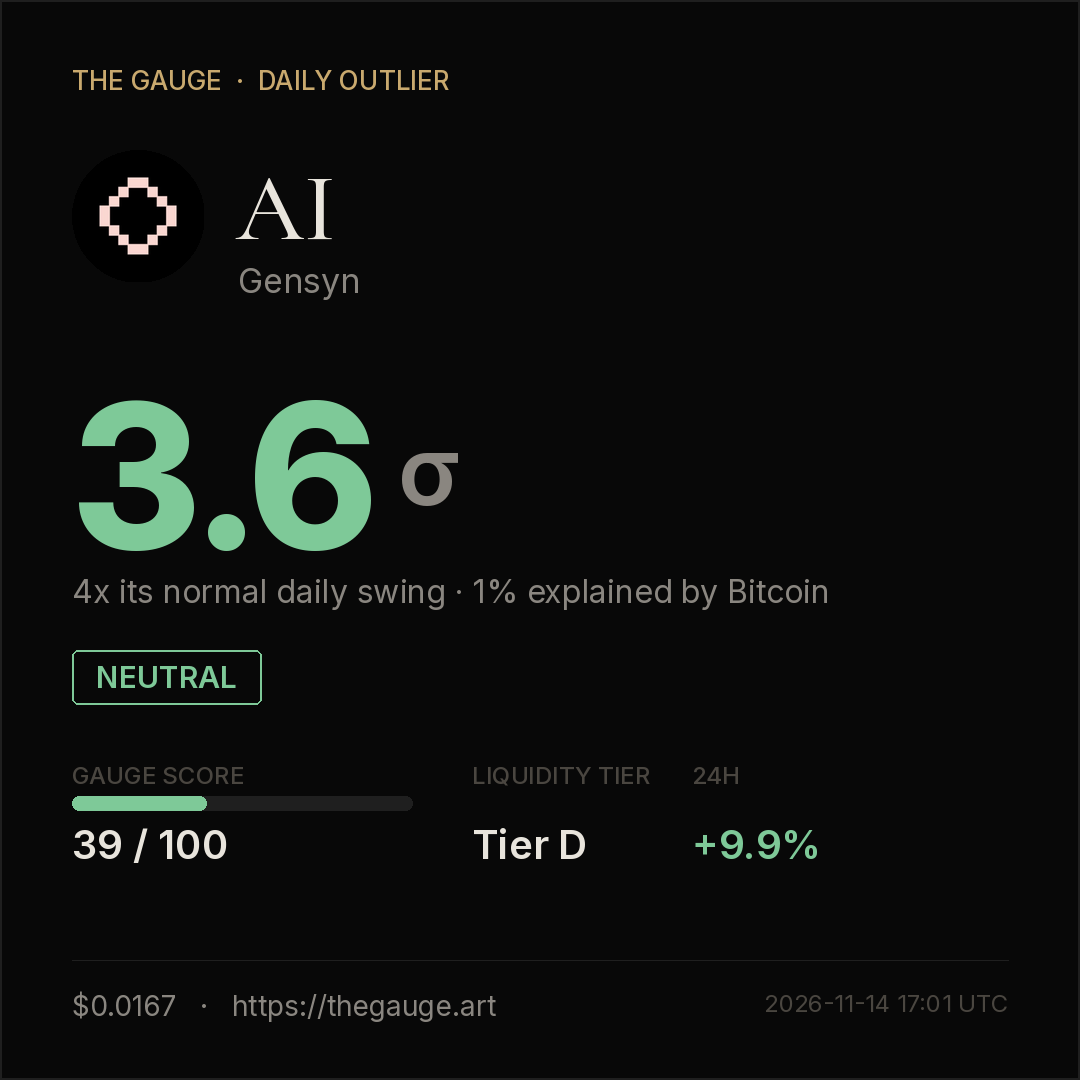 THE GAUGE · DAILY OUTLIER
AI
Gensyn
3.6 σ
4x its normal daily swing · 1% explained by Bitcoin
NEUTRAL
GAUGE SCORE LIQUIDITY TIER 24H
39 / 100 Tier D +9.9%
$0.0167 · https://thegauge.art 2026-11-14 17:01 UTC